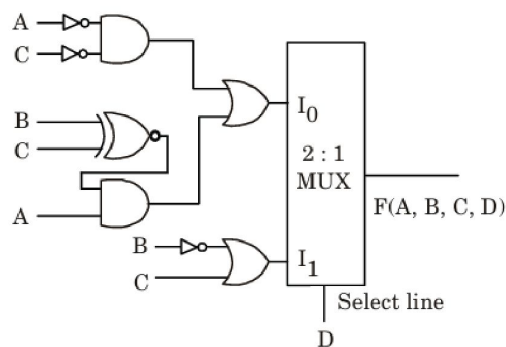 A
C
B
C
A
B
C
I0
2 : 1
MUX
I1
F(A, B, C, D)
Select line
D